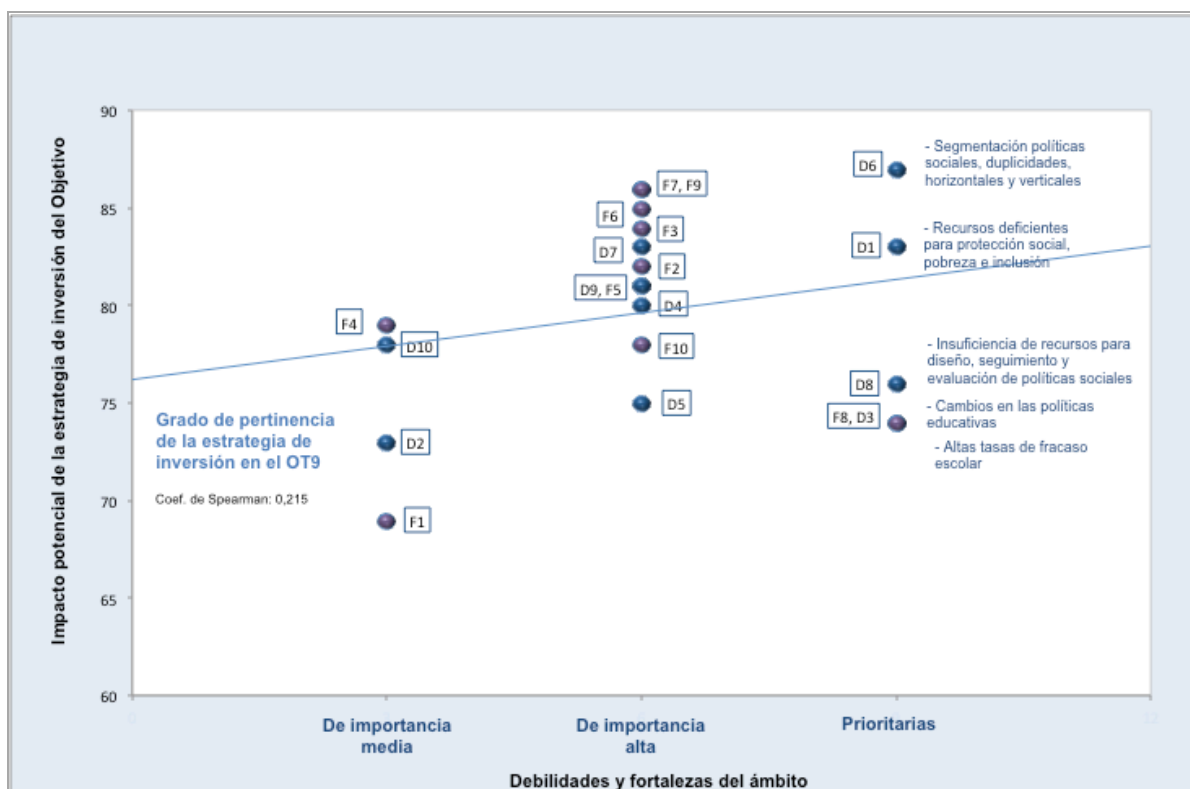 Impacto potencial de la estrategia de inversión del Objetivo
90
85
80
75
70
65
60
F4
D10
D2
F1
F7, F9
F6
F3
D7
F2
D9, F5
D4
F10
D5
D6
D1
D8
F8, D3
- Segmentación políticas
sociales, duplicidades,
horizontales y verticales
- Recursos deficientes
para protección social,
pobreza e inclusión
- Insuficiencia de recursos para
diseño, seguimiento y
evaluación de políticas sociales
- Cambios en las políticas
educativas
- Altas tasas de fracaso
escolar
Grado de pertinencia
de la estrategia de
inversión en el OT9
Coef. de Spearman: 0,215
0
12
De importancia
media
De importancia
alta
Prioritarias
Debilidades y fortalezas del ámbito